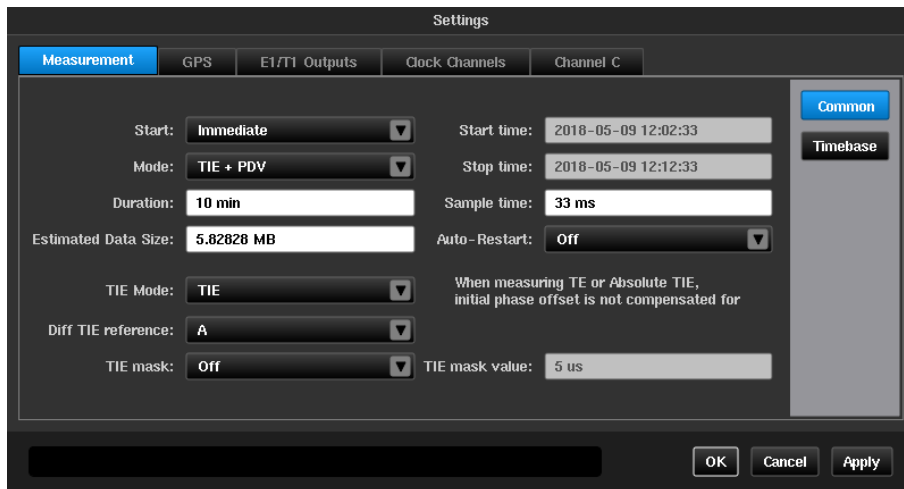 Settings
Measurement GPS E1/T1 Outputs Clock Channels Channel C
Common
Timebase
Start: Immediate Start time: 2018-05-09 12:02:33
Mode: TIE + PDV Stop time: 2018-05-09 12:12:33
Duration: 10 min Sample time: 33 ms
Estimated Data Size: 5.82828 MB Auto-Restart: Off
TIE Mode: TIE
When measuring TE or Absolute TIE,
initial phase offset is not compensated for
Diff TIE reference: A
TIE mask: Off TIE mask value: 5 us
OK Cancel Apply